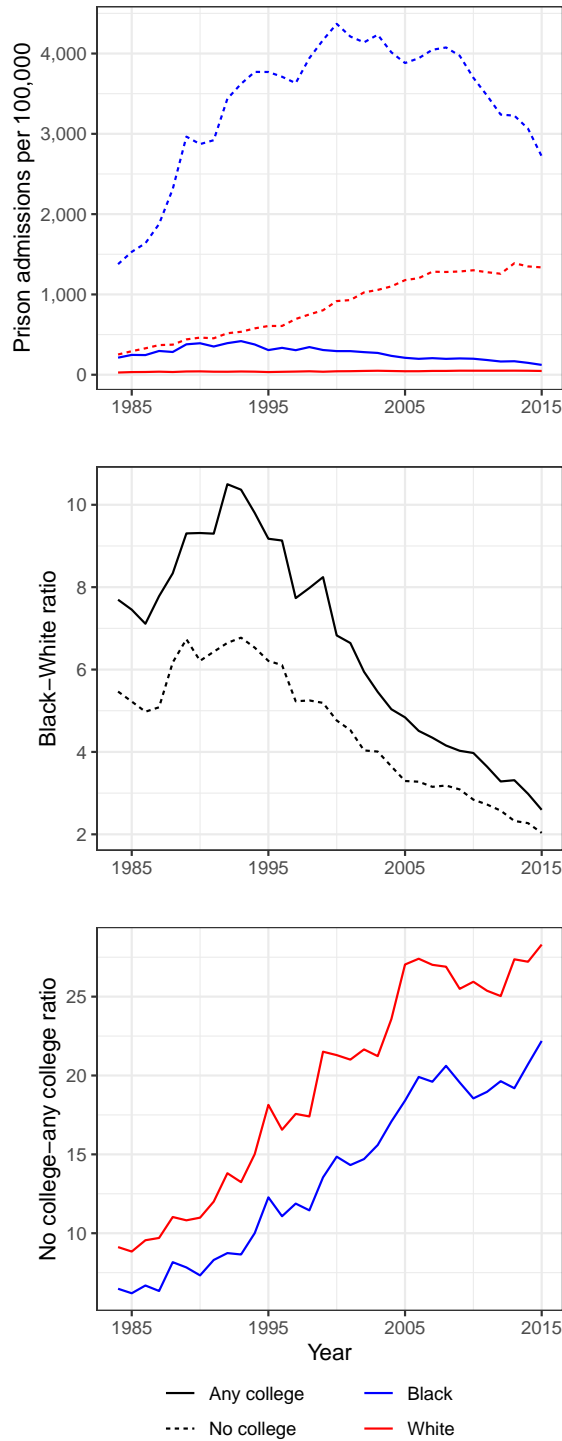 Prison admissions per 100,000
4,000
3,000
2,000
1,000
0
1985 1995 2005 2015
Black−White ratio
10
8
6
4
2
1985 1995 2005 2015
No college−any college ratio
25
20
15
10
1985 1995 2005 2015
Year
Any college Black
No college White